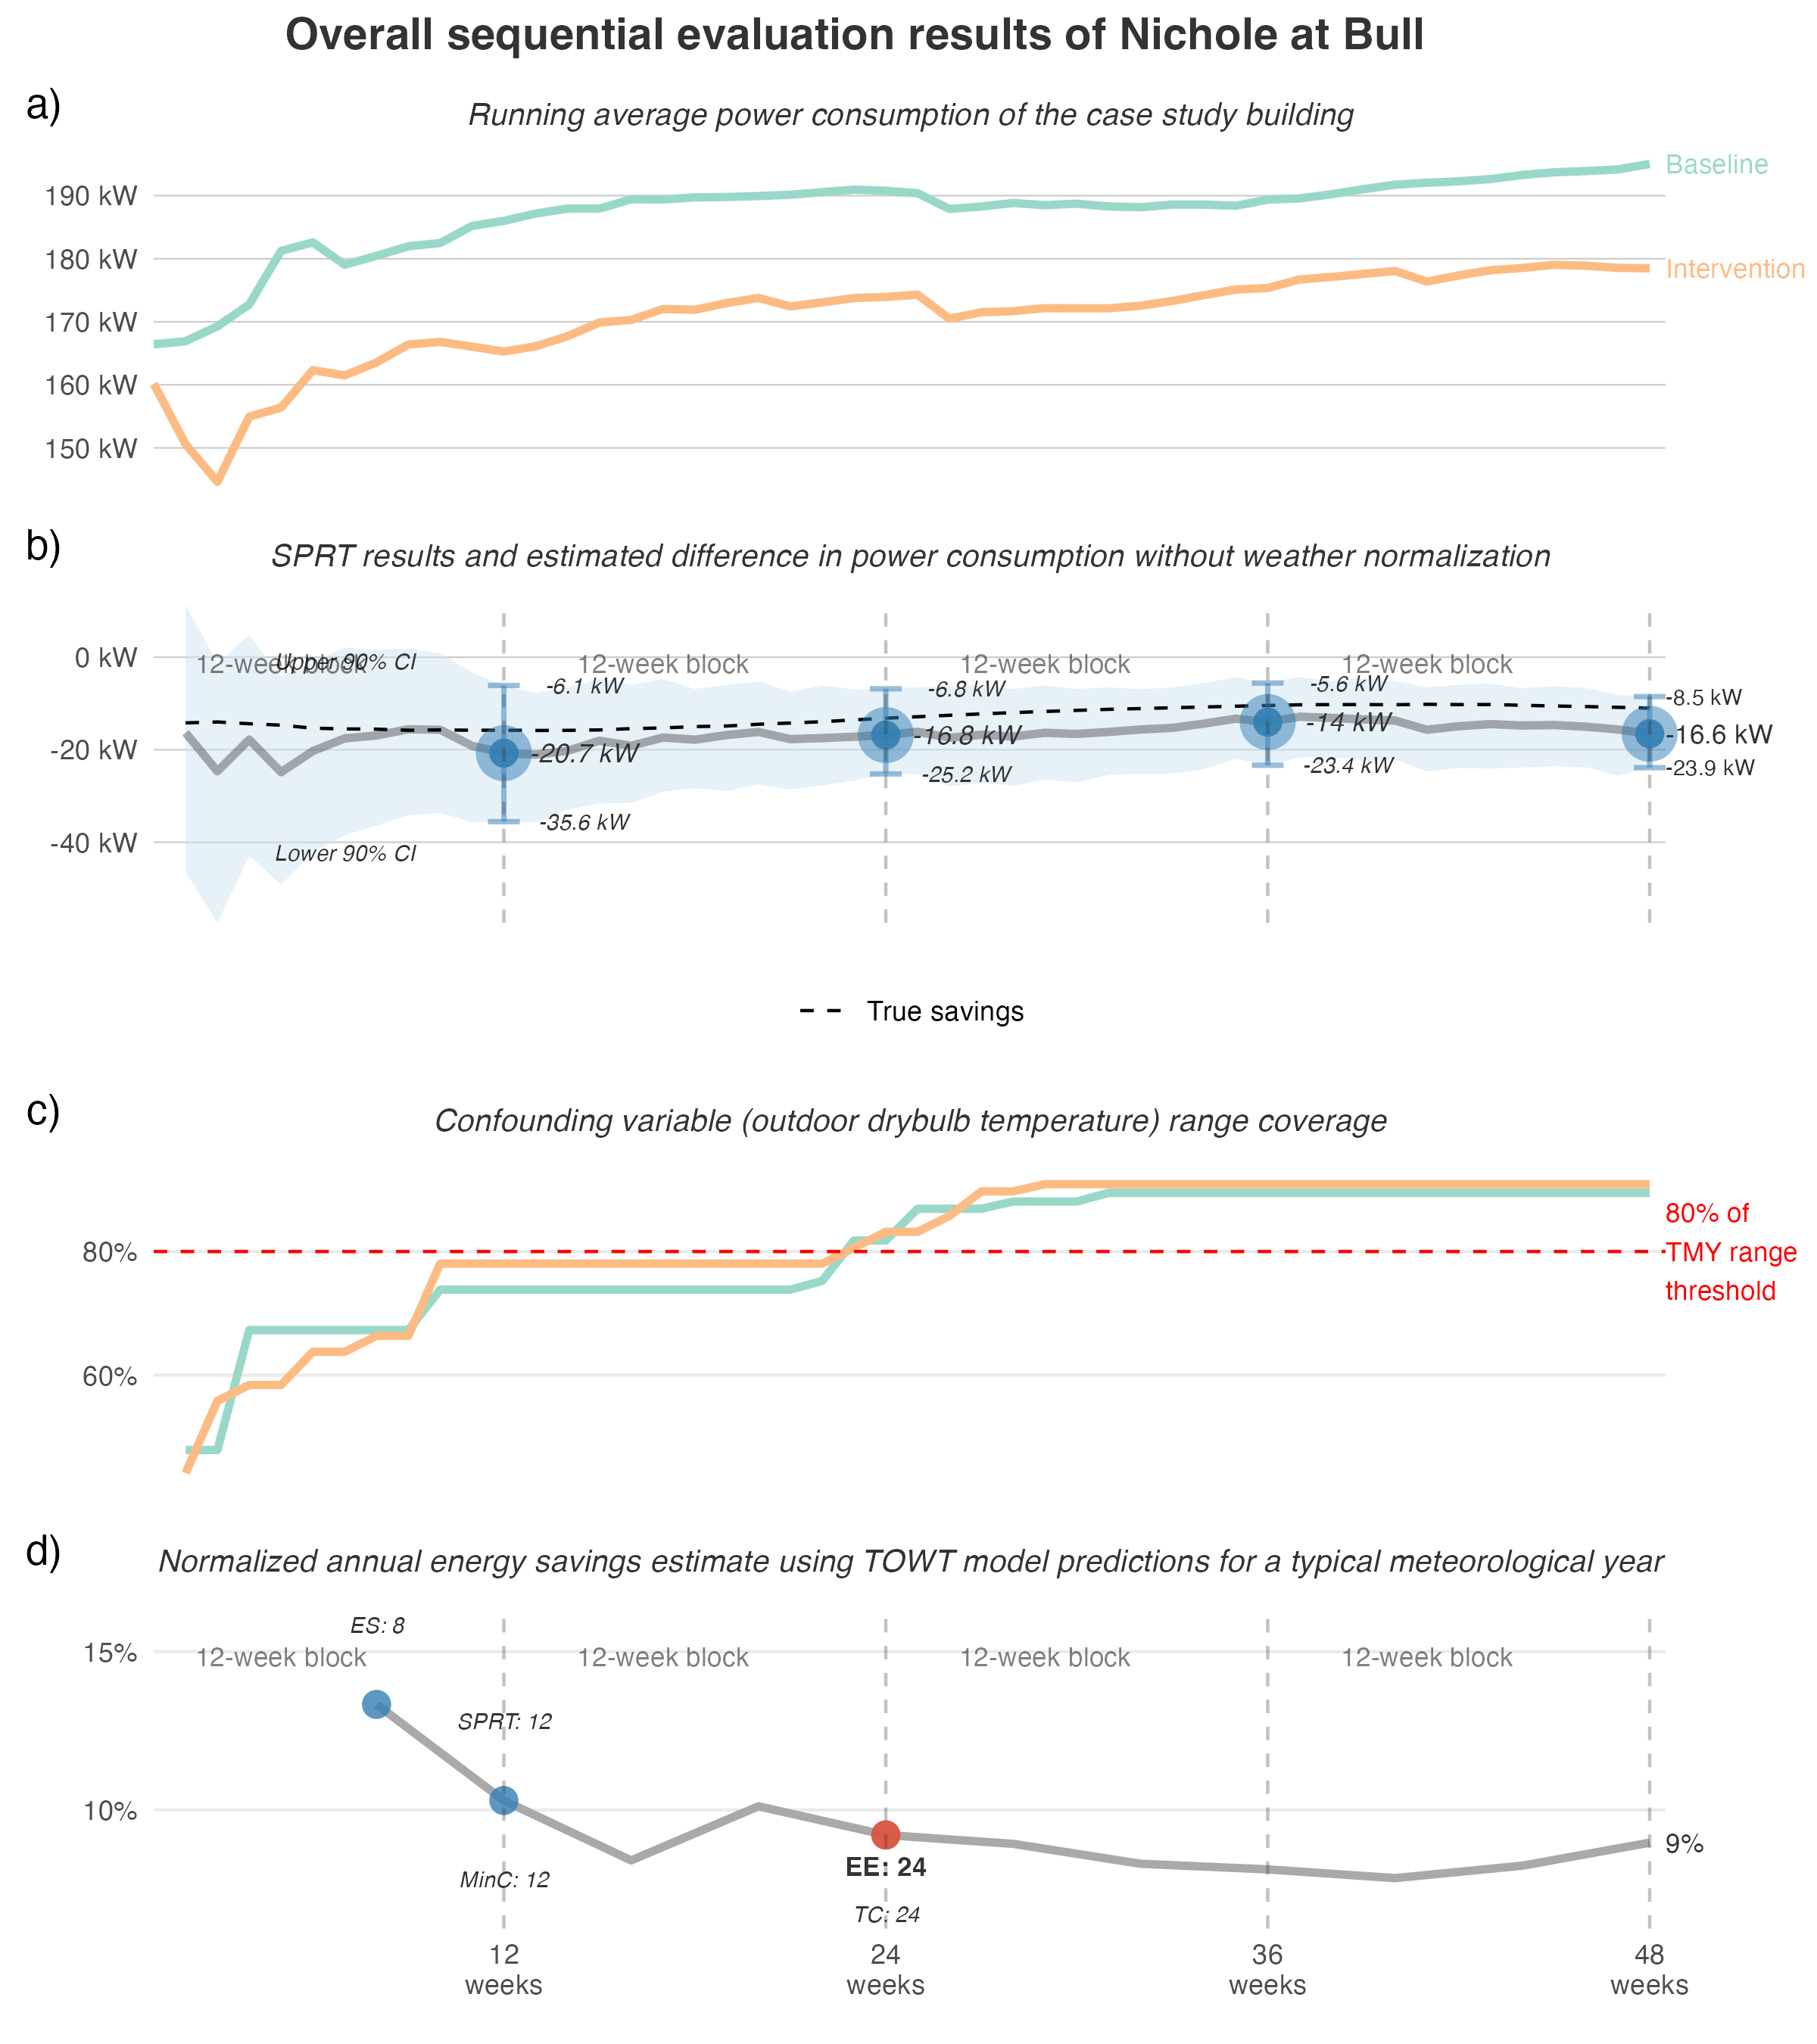 Overall sequential evaluation results of Nichole at Bull
a)
Running average power consumption of the case study building
190 kW
180 kW
170 kW
160 kW
150 kW
Baseline
Intervention
b)
SPRT results and estimated difference in power consumption without weather normalization
0 kW
-20 kW
-40 kW
12-week block
12-week block
12-week block
12-week block
Upper 90% CI
Lower 90% CI
-6.1 kW
-20.7 kW
-35.6 kW
-6.8 kW
-16.8 kW
-25.2 kW
-5.6 kW
-14 kW
-23.4 kW
-8.5 kW
-16.6 kW
-23.9 kW
True savings
c)
Confounding variable (outdoor drybulb temperature) range coverage
80%
60%
80% of
TMY range
threshold
d)
Normalized annual energy savings estimate using TOWT model predictions for a typical meteorological year
15%
10%
12-week block
12-week block
12-week block
12-week block
ES: 8
SPRT: 12
MinC: 12
EE: 24
TC: 24
9%
12
weeks
24
weeks
36
weeks
48
weeks